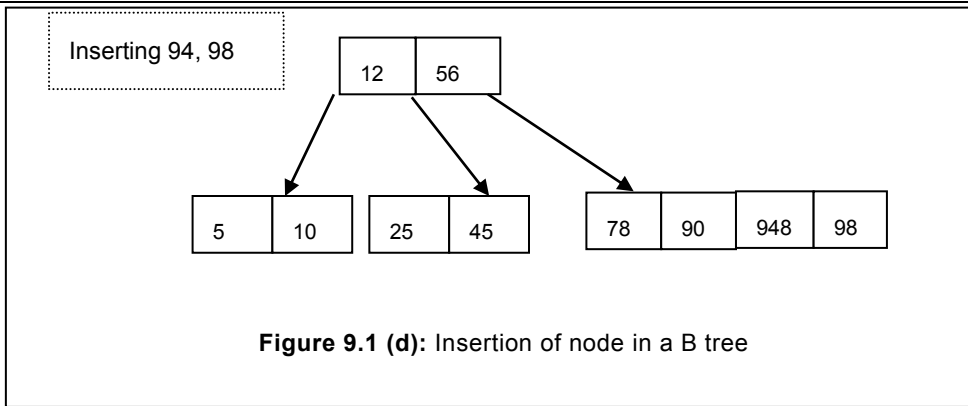 Inserting 94, 98
12 56
5 10 25 45 78 90 948 98
Figure 9.1 (d): Insertion of node in a B tree